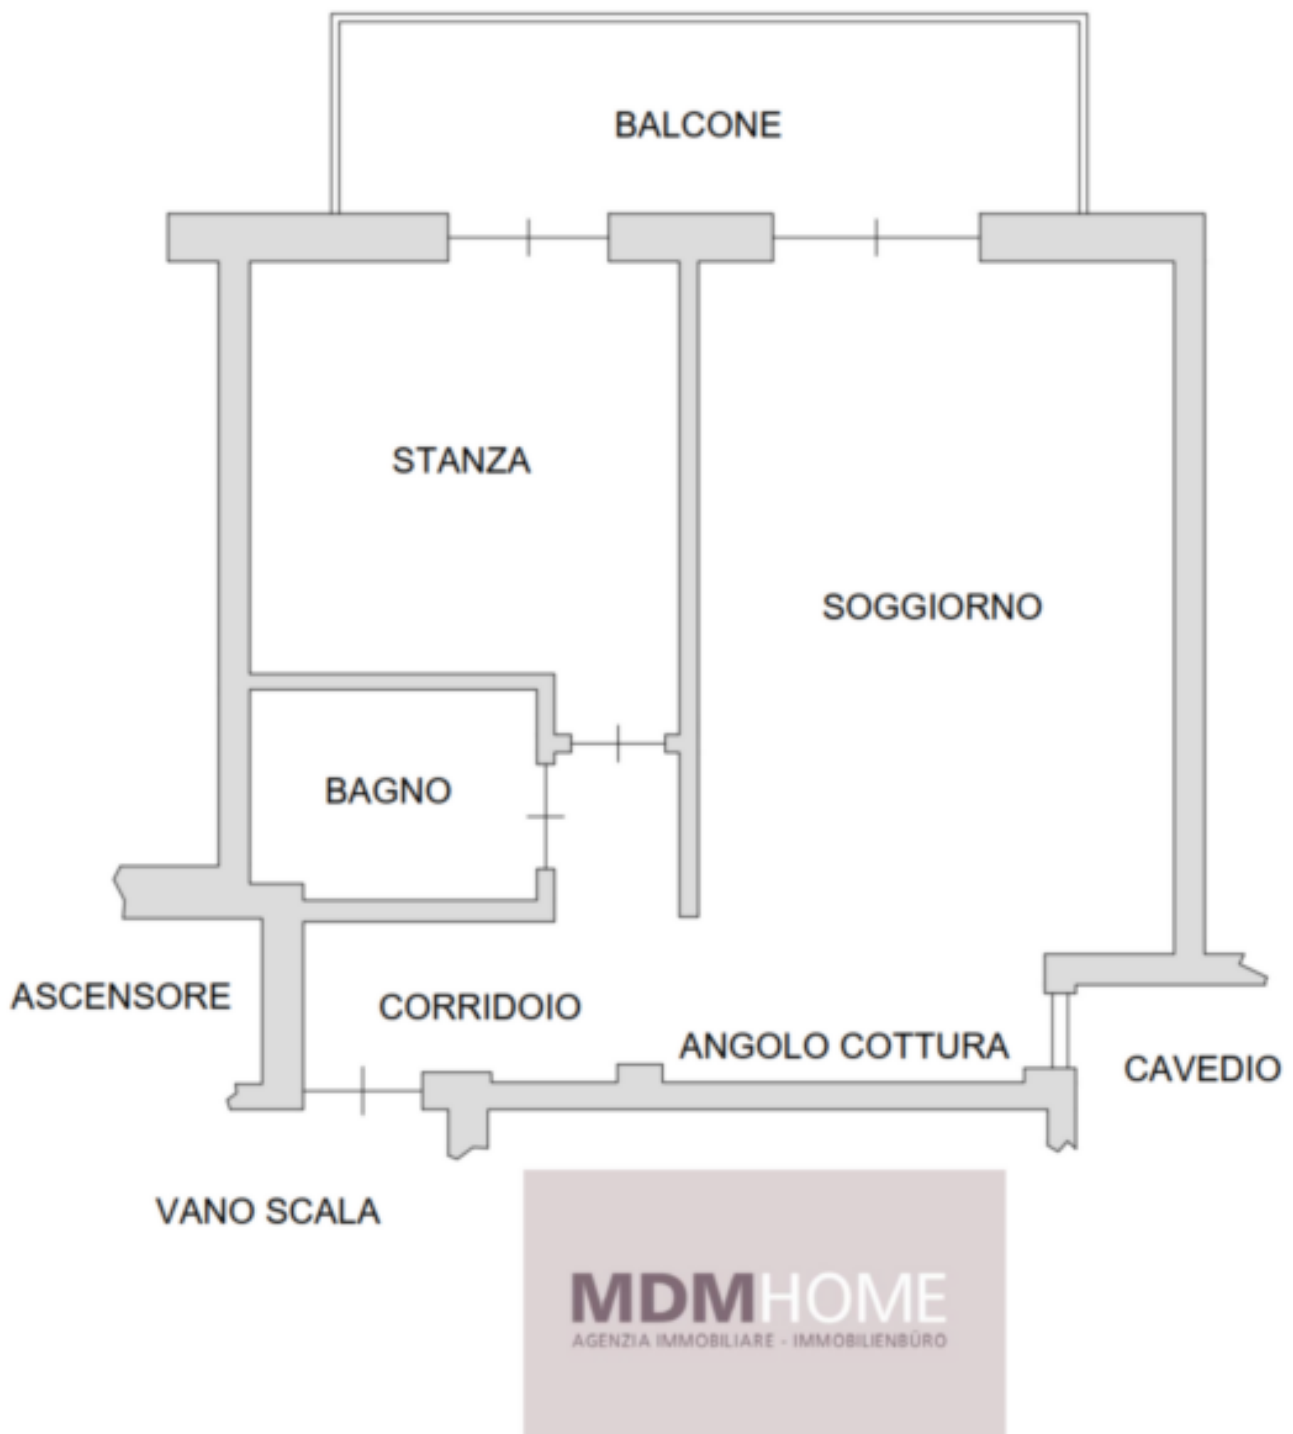 BALCONE
STANZA
SOGGIORNO
BAGNO
ASCENSORE
CORRIDOIO
ANGOLO COTTURA
CAVEDIO
VANO SCALA
MDMHOME
AGENZIA IMMOBILIARE - IMMOBILIENBÜRO